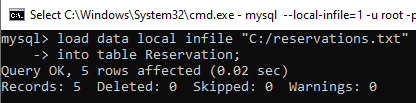 Select C:\Windows\System32\cmd.exe - mysql --local-infile=1 -u root -p
mysql> load data local infile "C:/reservations.txt"
    -> into table Reservation;
Query OK, 5 rows affected (0.02 sec)
Records: 5  Deleted: 0  Skipped: 0  Warnings: 0